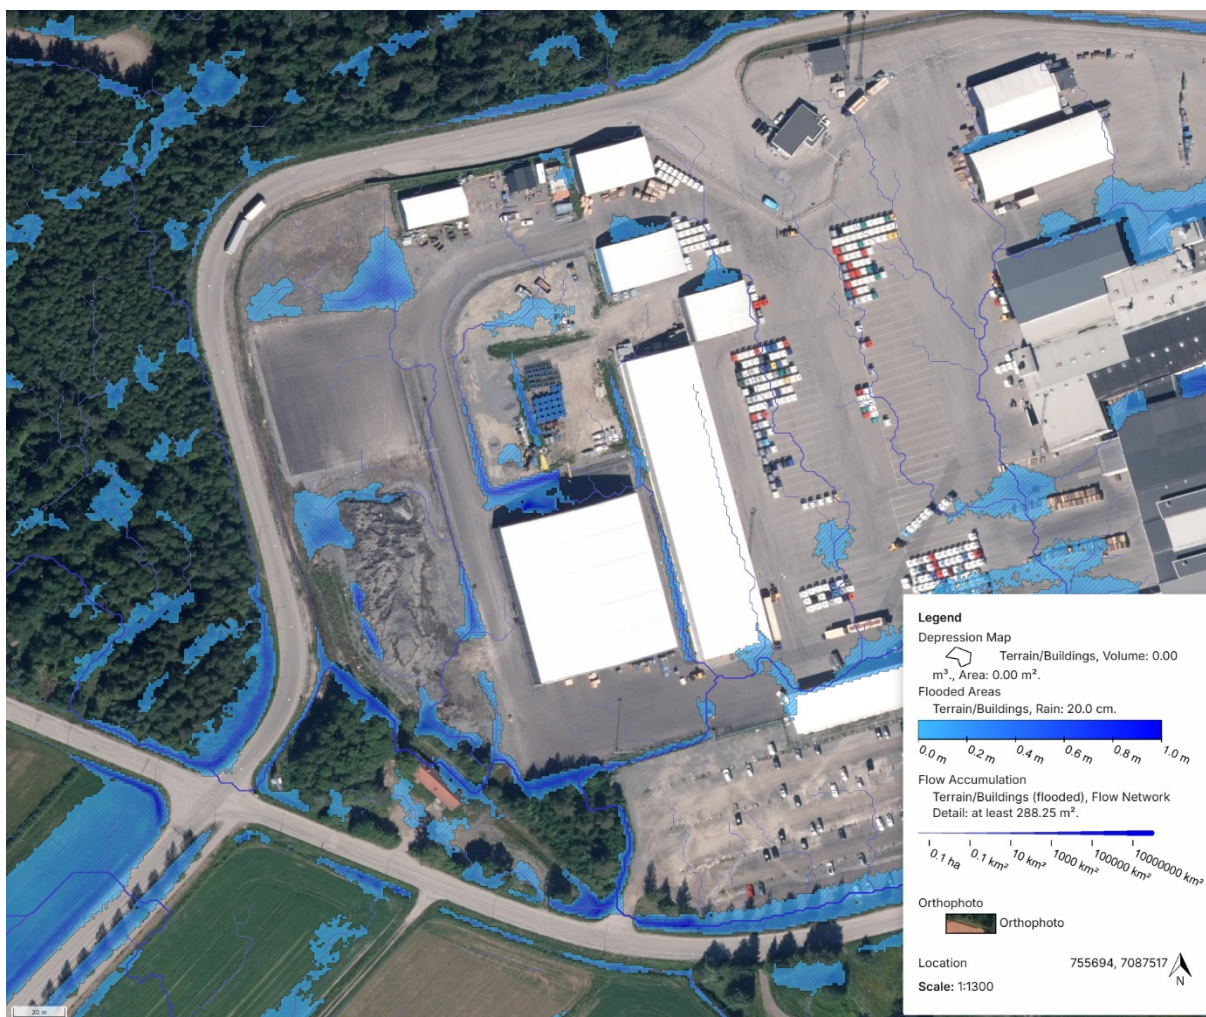 Legend
Depression Map
Terrain/Buildings, Volume: 0.00
m³., Area: 0.00 m².
Flooded Areas
Terrain/Buildings, Rain: 20.0 cm.
0.0 m 0.2 m 0.4 m 0.6 m 0.8 m 1.0 m
Flow Accumulation
Terrain/Buildings (flooded), Flow Network
Detail: at least 288.25 m².
0.1 ha 0.1 km² 10 km² 1000 km² 100000 km² 10000000 km²
Orthophoto
Orthophoto
Location 755694, 7087517
N
Scale: 1:1300
20 m